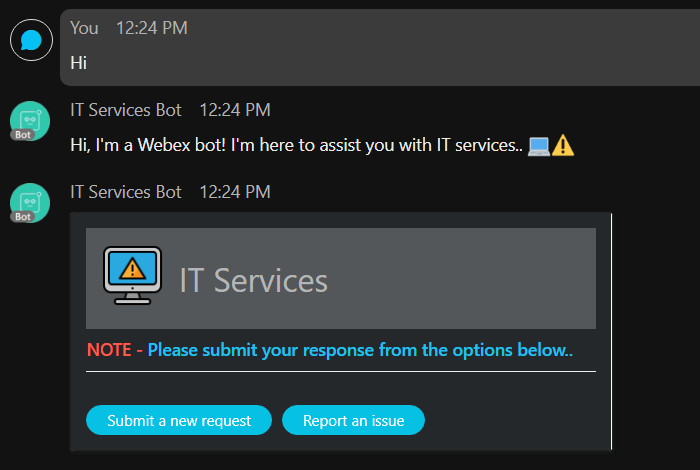 You 12:24 PM
Hi
IT Services Bot 12:24 PM
Bot
Hi, I'm a Webex bot! I'm here to assist you with IT services.. 💻⚠️
IT Services Bot 12:24 PM
Bot
IT Services
NOTE - Please submit your response from the options below..
Submit a new request Report an issue